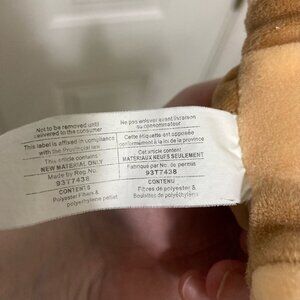 Not to be removed until
delivered to the consumer
This label is affixed in compliance
with the Provincial law
This article contains
NEW MATERIAL ONLY
Made by Reg No.
93T7438
CONTENTS
Polyester Fibers &
Polyethylene pellet
Ne pas enlever avant livraison
au consommateur
Cette étiquette est apposée
conformément à la loi de la province
Cet article contient
MATÉRIAUX NEUFS SEULEMENT
Fabriqué par No. de permis
93T7438
CONTENU
Fibres de polyester &
Boulettes de polyéthylène